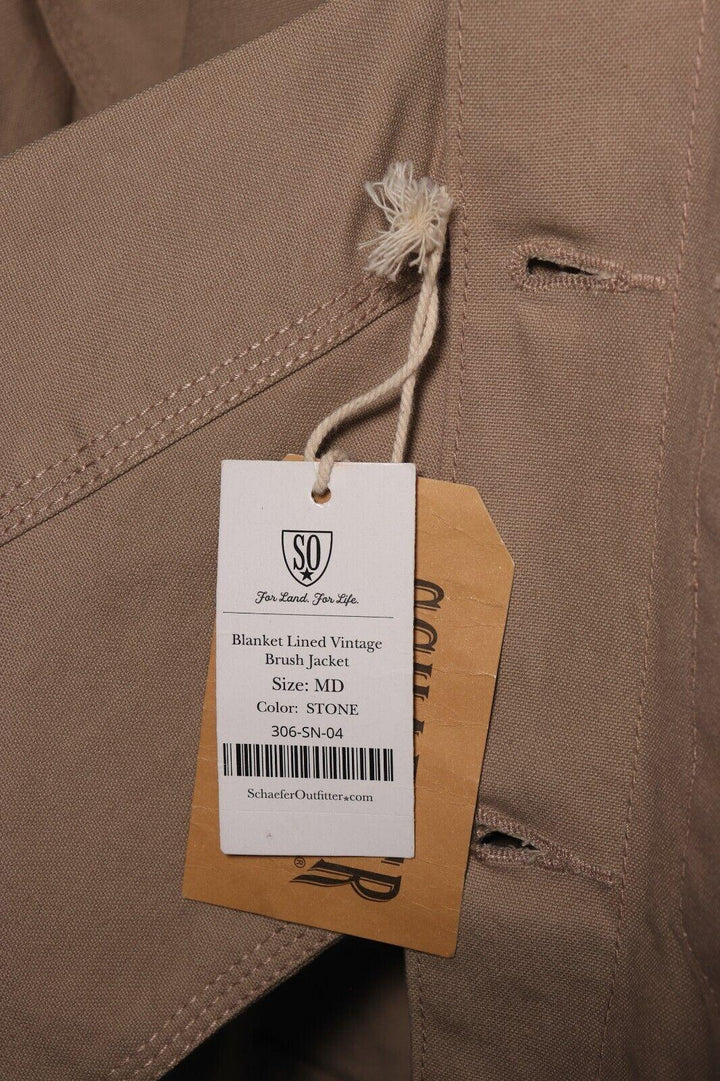 SO
For Land. For Life.
Blanket Lined Vintage
Brush Jacket
Size: MD
Color: STONE
306-SN-04
SchaeferOutfitter★com